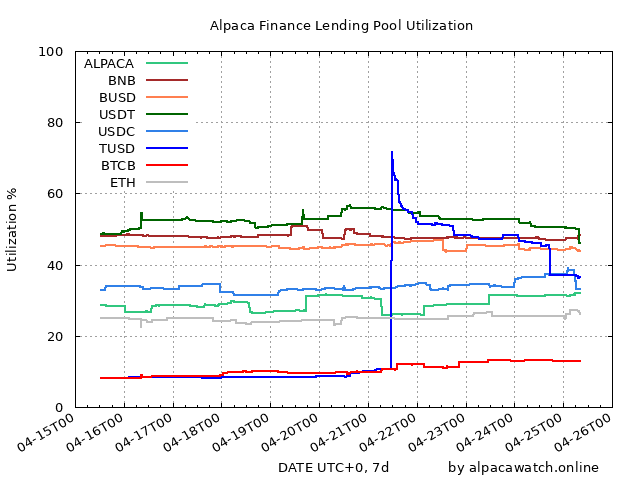 Alpaca Finance Lending Pool Utilization
100
80
60
40
20
0
Utilization %
ALPACA
BNB
BUSD
USDT
USDC
TUSD
BTCB
ETH
04-15T00
04-16T00
04-17T00
04-18T00
04-19T00
04-20T00
04-21T00
04-22T00
04-23T00
04-24T00
04-25T00
04-26T00
DATE UTC+0, 7d
by alpacawatch.online